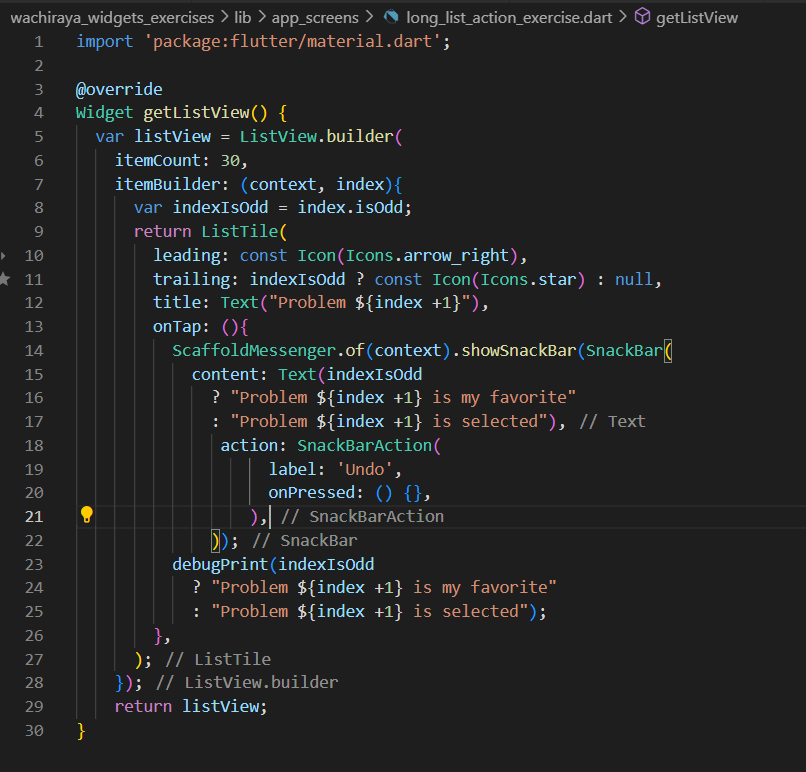 wachiraya_widgets_exercises > lib > app_screens > long_list_action_exercise.dart > getListView
1 import 'package:flutter/material.dart';
2
3 @override
4 Widget getListView() {
5 var listView = ListView.builder(
6 itemCount: 30,
7 itemBuilder: (context, index){
8 var indexIsOdd = index.isOdd;
9 return ListTile(
10 leading: const Icon(Icons.arrow_right),
11 trailing: indexIsOdd ? const Icon(Icons.star) : null,
12 title: Text("Problem ${index +1}"),
13 onTap: (){
14 ScaffoldMessenger.of(context).showSnackBar(SnackBar(
15 content: Text(indexIsOdd
16 ? "Problem ${index +1} is my favorite"
17 : "Problem ${index +1} is selected"), // Text
18 action: SnackBarAction(
19 label: 'Undo',
20 onPressed: () {},
21 ), // SnackBarAction
22 )); // SnackBar
23 debugPrint(indexIsOdd
24 ? "Problem ${index +1} is my favorite"
25 : "Problem ${index +1} is selected");
26 },
27 ); // ListTile
28 }); // ListView.builder
29 return listView;
30 }